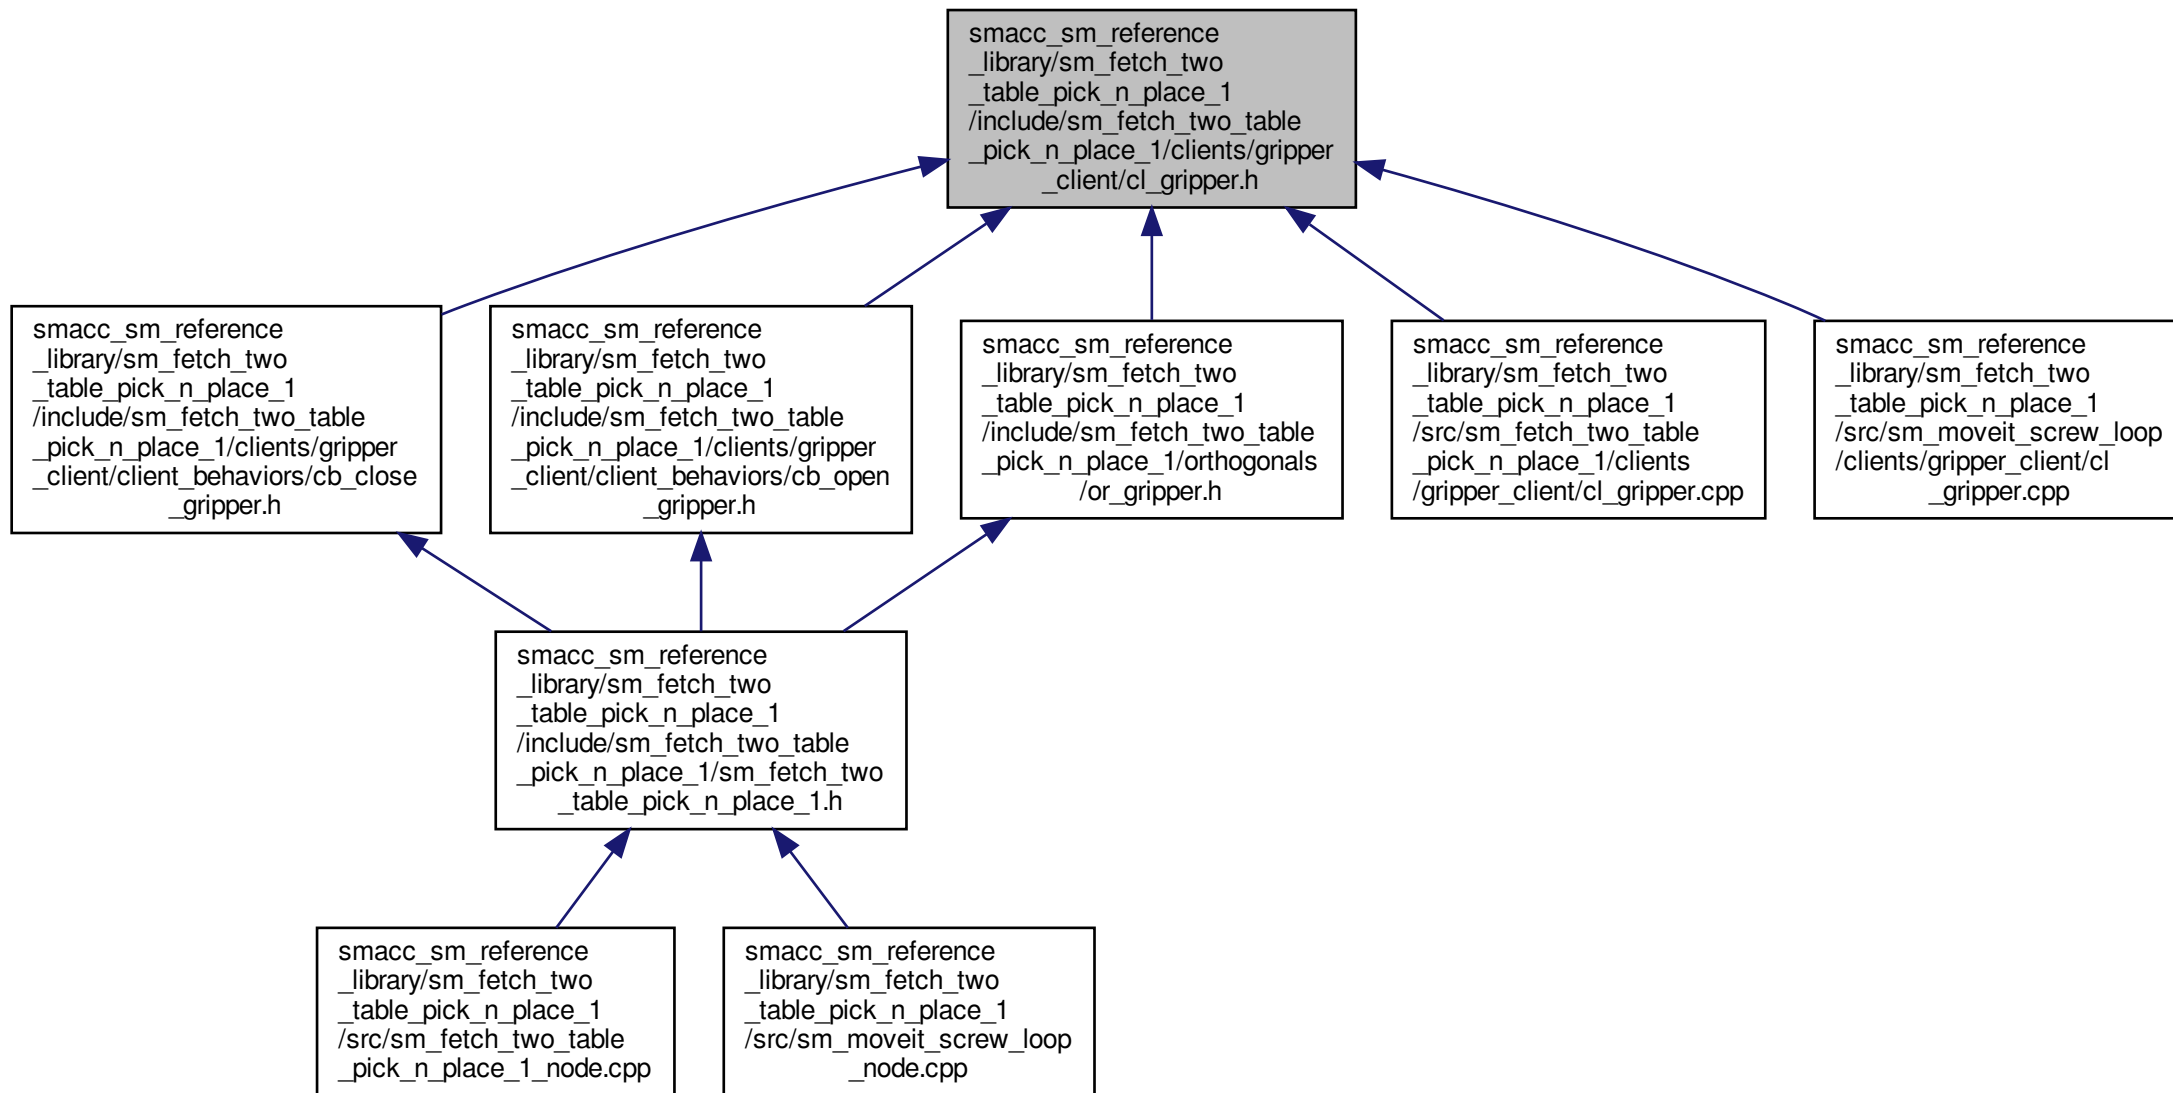 smacc_sm_reference
_library/sm_fetch_two
_table_pick_n_place_1
/include/sm_fetch_two_table
_pick_n_place_1/clients/gripper
_client/cl_gripper.h
smacc_sm_reference
_library/sm_fetch_two
_table_pick_n_place_1
/include/sm_fetch_two_table
_pick_n_place_1/clients/gripper
_client/client_behaviors/cb_close
_gripper.h
smacc_sm_reference
_library/sm_fetch_two
_table_pick_n_place_1
/include/sm_fetch_two_table
_pick_n_place_1/clients/gripper
_client/client_behaviors/cb_open
_gripper.h
smacc_sm_reference
_library/sm_fetch_two
_table_pick_n_place_1
/include/sm_fetch_two_table
_pick_n_place_1/orthogonals
/or_gripper.h
smacc_sm_reference
_library/sm_fetch_two
_table_pick_n_place_1
/src/sm_fetch_two_table
_pick_n_place_1/clients
/gripper_client/cl_gripper.cpp
smacc_sm_reference
_library/sm_fetch_two
_table_pick_n_place_1
/src/sm_moveit_screw_loop
/clients/gripper_client/cl
_gripper.cpp
smacc_sm_reference
_library/sm_fetch_two
_table_pick_n_place_1
/include/sm_fetch_two_table
_pick_n_place_1/sm_fetch_two
_table_pick_n_place_1.h
smacc_sm_reference
_library/sm_fetch_two
_table_pick_n_place_1
/src/sm_fetch_two_table
_pick_n_place_1_node.cpp
smacc_sm_reference
_library/sm_fetch_two
_table_pick_n_place_1
/src/sm_moveit_screw_loop
_node.cpp